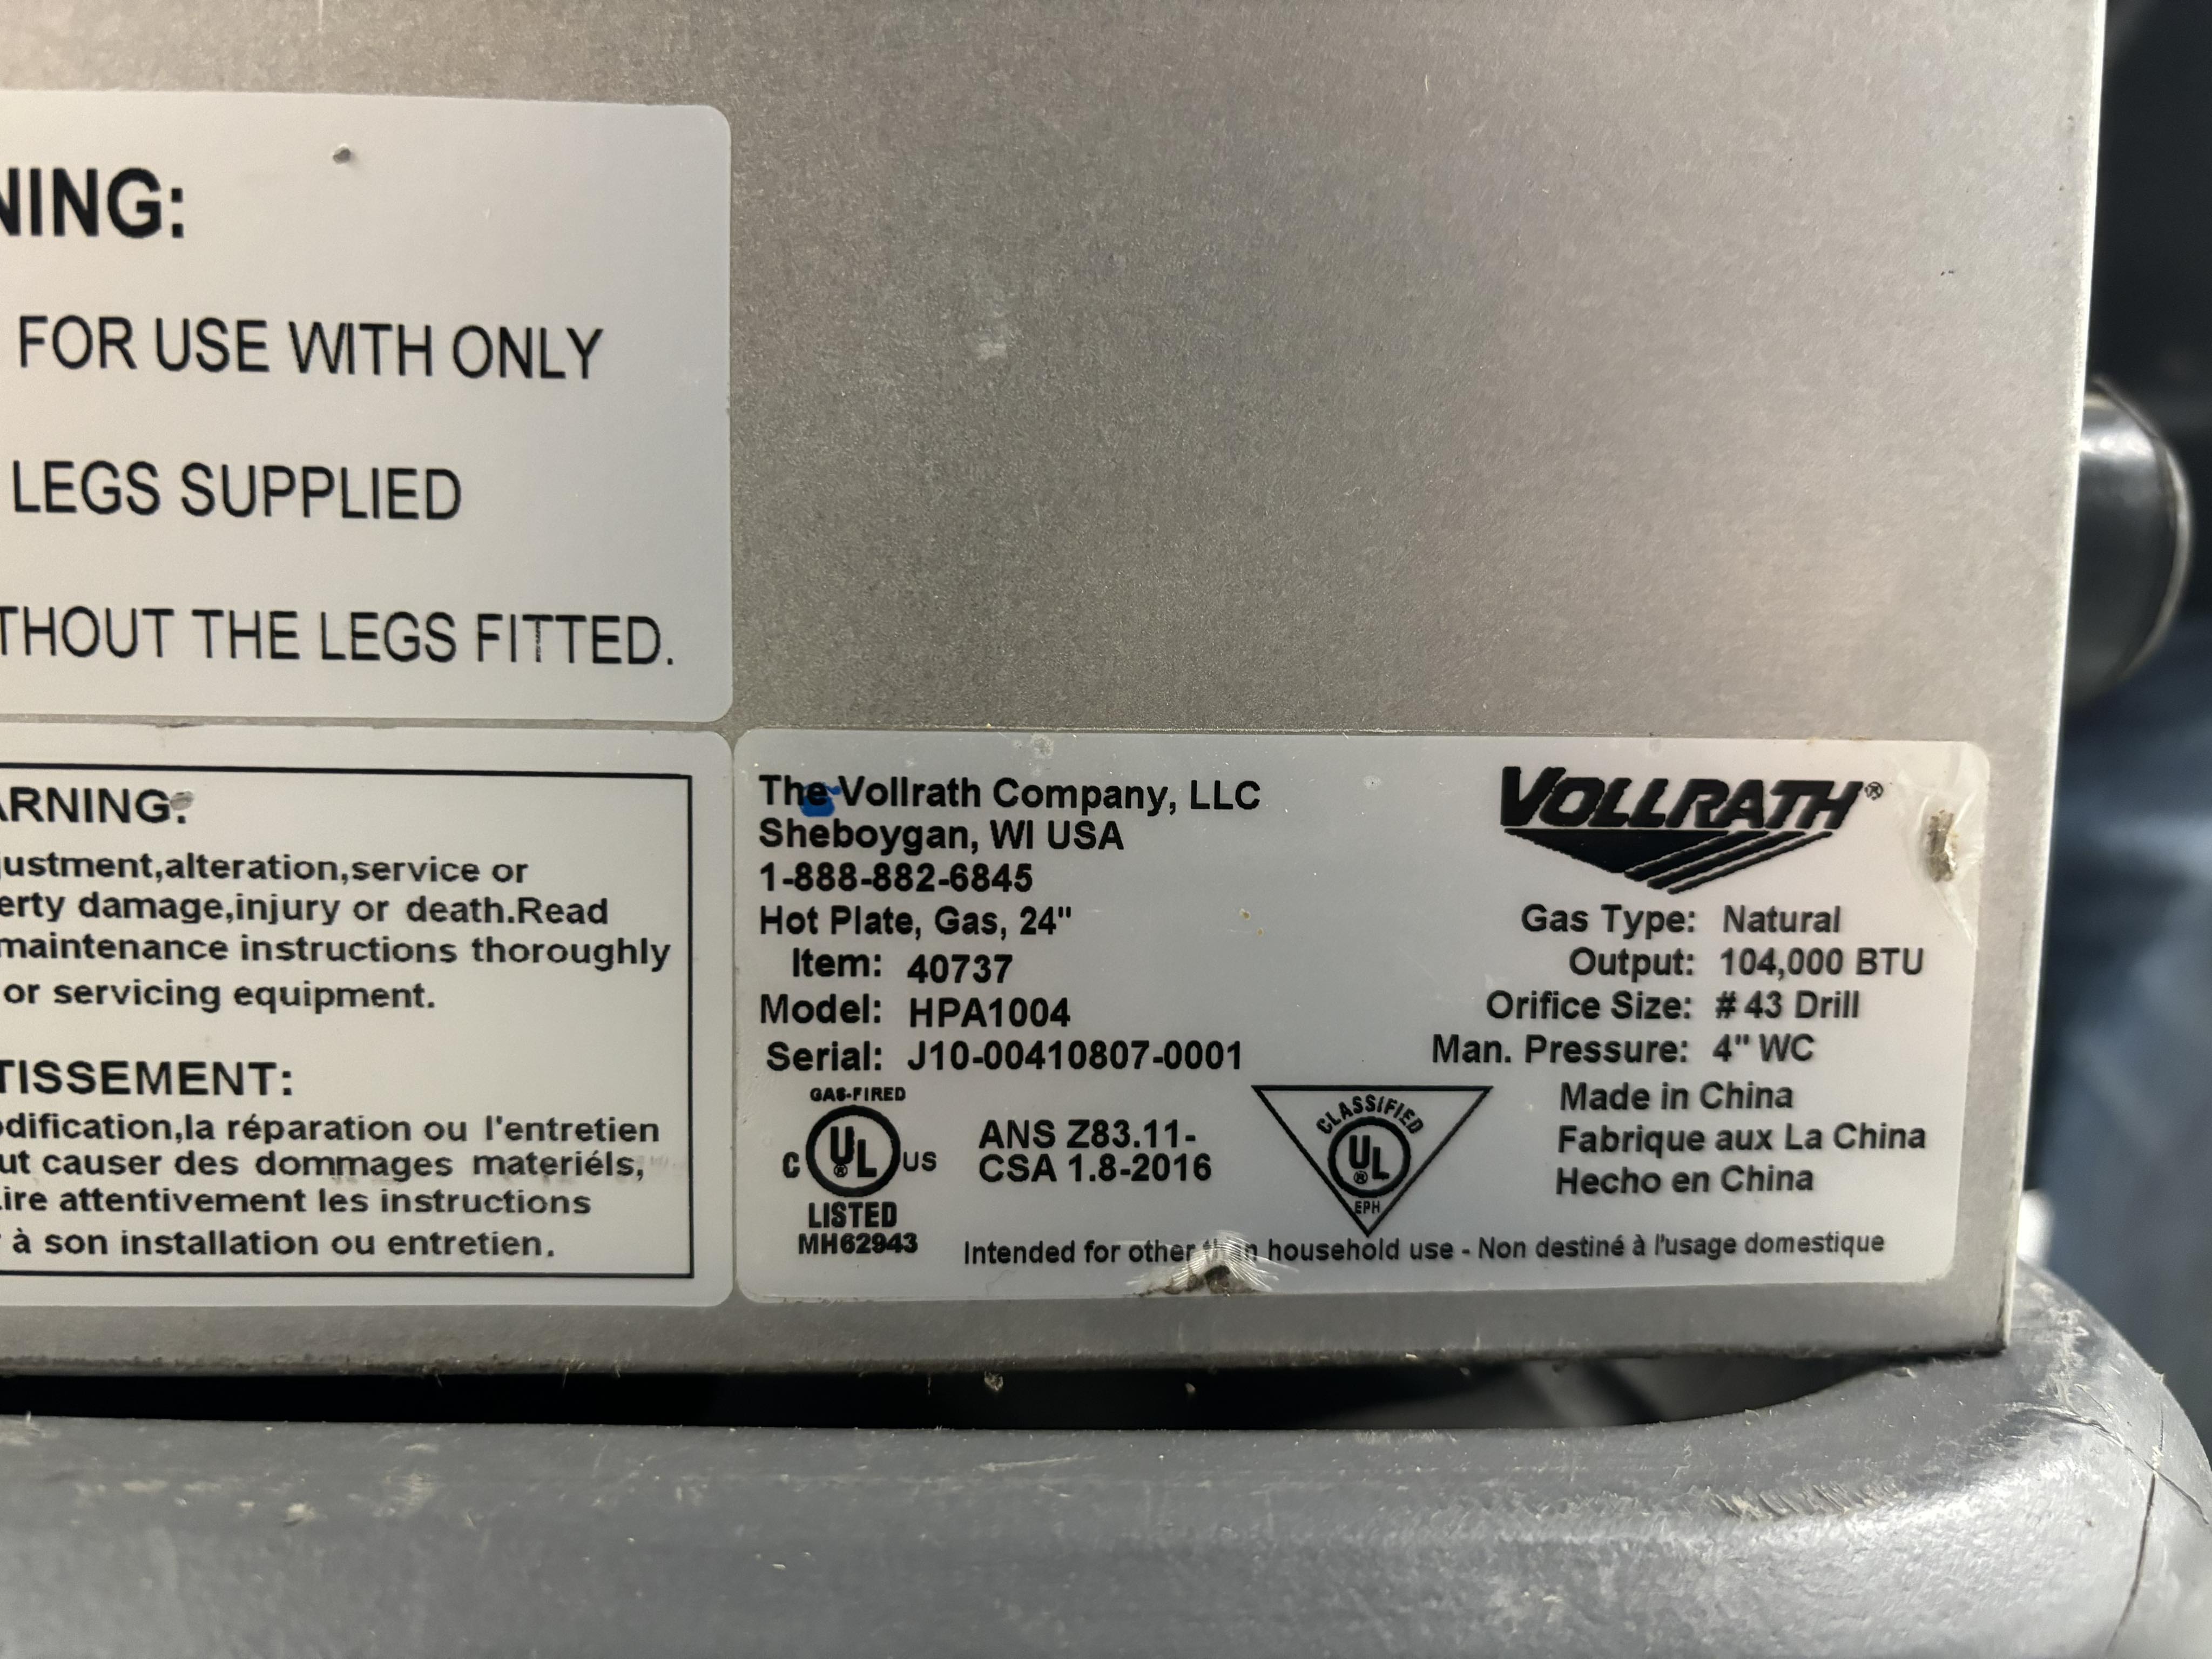 NING:
FOR USE WITH ONLY
LEGS SUPPLIED
THOUT THE LEGS FITTED.
ARNING:
justment,alteration,service or
erty damage,injury or death.Read
maintenance instructions thoroughly
or servicing equipment.
TISSEMENT:
odification,la réparation ou l'entretien
ut causer des dommages materiéls,
ire attentivement les instructions
à son installation ou entretien.
The Vollrath Company, LLC
Sheboygan, WI USA
1-888-882-6845
Hot Plate, Gas, 24"
Item: 40737
Model: HPA1004
Serial: J10-00410807-0001
VOLLRATH®
Gas Type: Natural
Output: 104,000 BTU
Orifice Size: # 43 Drill
Man. Pressure: 4" WC
GAS-FIRED
C UL® US
LISTED
MH62943
ANS Z83.11-
CSA 1.8-2016
CLASSIFIED
UL®
EPH
Made in China
Fabrique aux La China
Hecho en China
Intended for other than household use - Non destiné à l'usage domestique